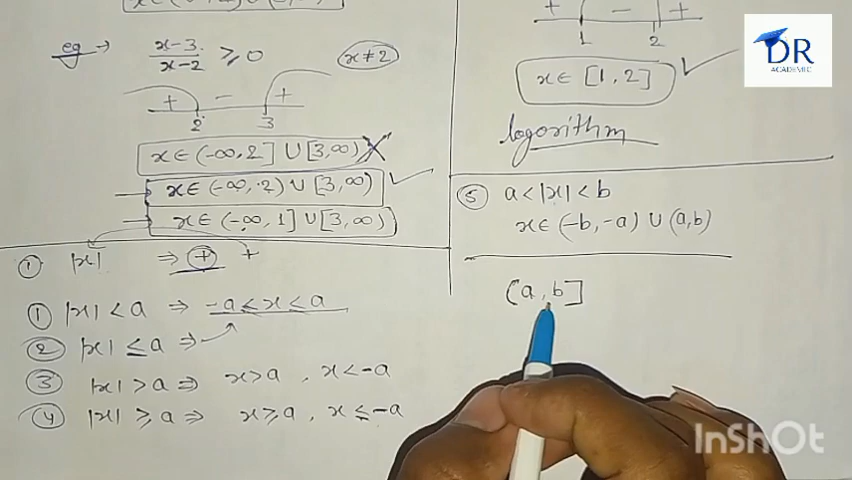 eg → x-3 / x-2 ≥ 0 x ≠ 2
+ - +
2 3
x ∈ (-∞, 2] ∪ [3, ∞)
x ∈ (-∞, 2) ∪ [3, ∞)
x ∈ (-∞, 1] ∪ [3, ∞)
① |x| ⇒ + +
① |x| < a ⇒ -a ≤ x ≤ a
② |x| ≤ a ⇒
③ |x| > a ⇒ x > a , x < -a
④ |x| ≥ a ⇒ x ≥ a , x ≤ -a
+ - +
1 2
x ∈ [1, 2]
logorithm
⑤ a < |x| < b
x ∈ (-b, -a) ∪ (a, b)
(a, b]
DR
ACADEMIC
InShOt